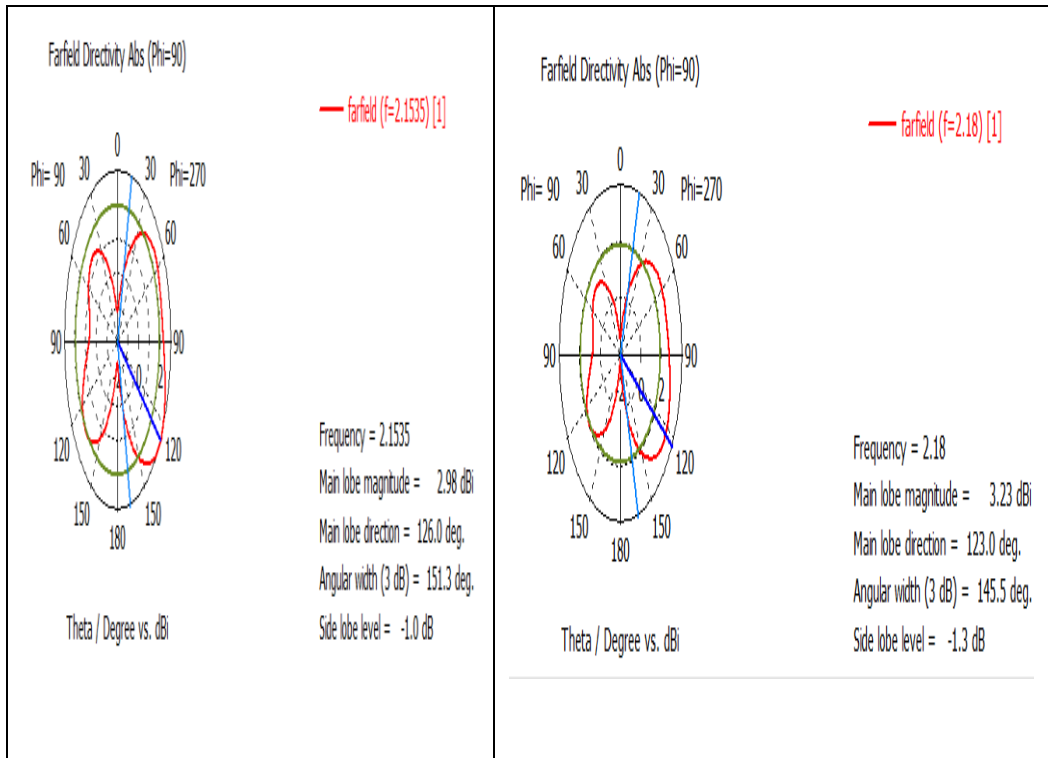 Farfield Directivity Abs (Phi=90)
farfield (f=2.1535) [1]
0
30 30
Phi= 90 Phi=270
60 60
90 90
0 2
120 120
150 150
180
Frequency = 2.1535
Main lobe magnitude = 2.98 dBi
Main lobe direction = 126.0 deg.
Angular width (3 dB) = 151.3 deg.
Side lobe level = -1.0 dB
Theta / Degree vs. dBi
Farfield Directivity Abs (Phi=90)
farfield (f=2.18) [1]
0
30 30
Phi= 90 Phi=270
60 60
90 90
0 2
120 120
150 150
180
Frequency = 2.18
Main lobe magnitude = 3.23 dBi
Main lobe direction = 123.0 deg.
Angular width (3 dB) = 145.5 deg.
Side lobe level = -1.3 dB
Theta / Degree vs. dBi